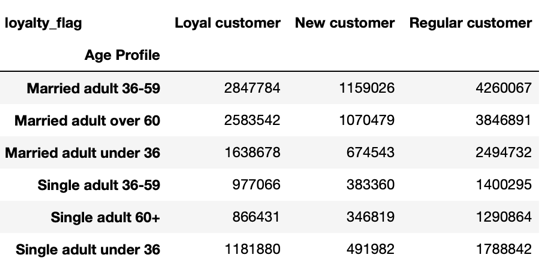 loyalty_flag Loyal customer New customer Regular customer
Age Profile
Married adult 36-59 2847784 1159026 4260067
Married adult over 60 2583542 1070479 3846891
Married adult under 36 1638678 674543 2494732
Single adult 36-59 977066 383360 1400295
Single adult 60+ 866431 346819 1290864
Single adult under 36 1181880 491982 1788842